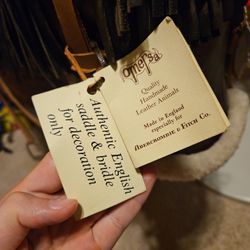 Authentic English
saddle & bridle
for decoration
only
omersa
Quality
Handmade
Leather Animals
Made in England
especially for
Abercrombie & Fitch Co.